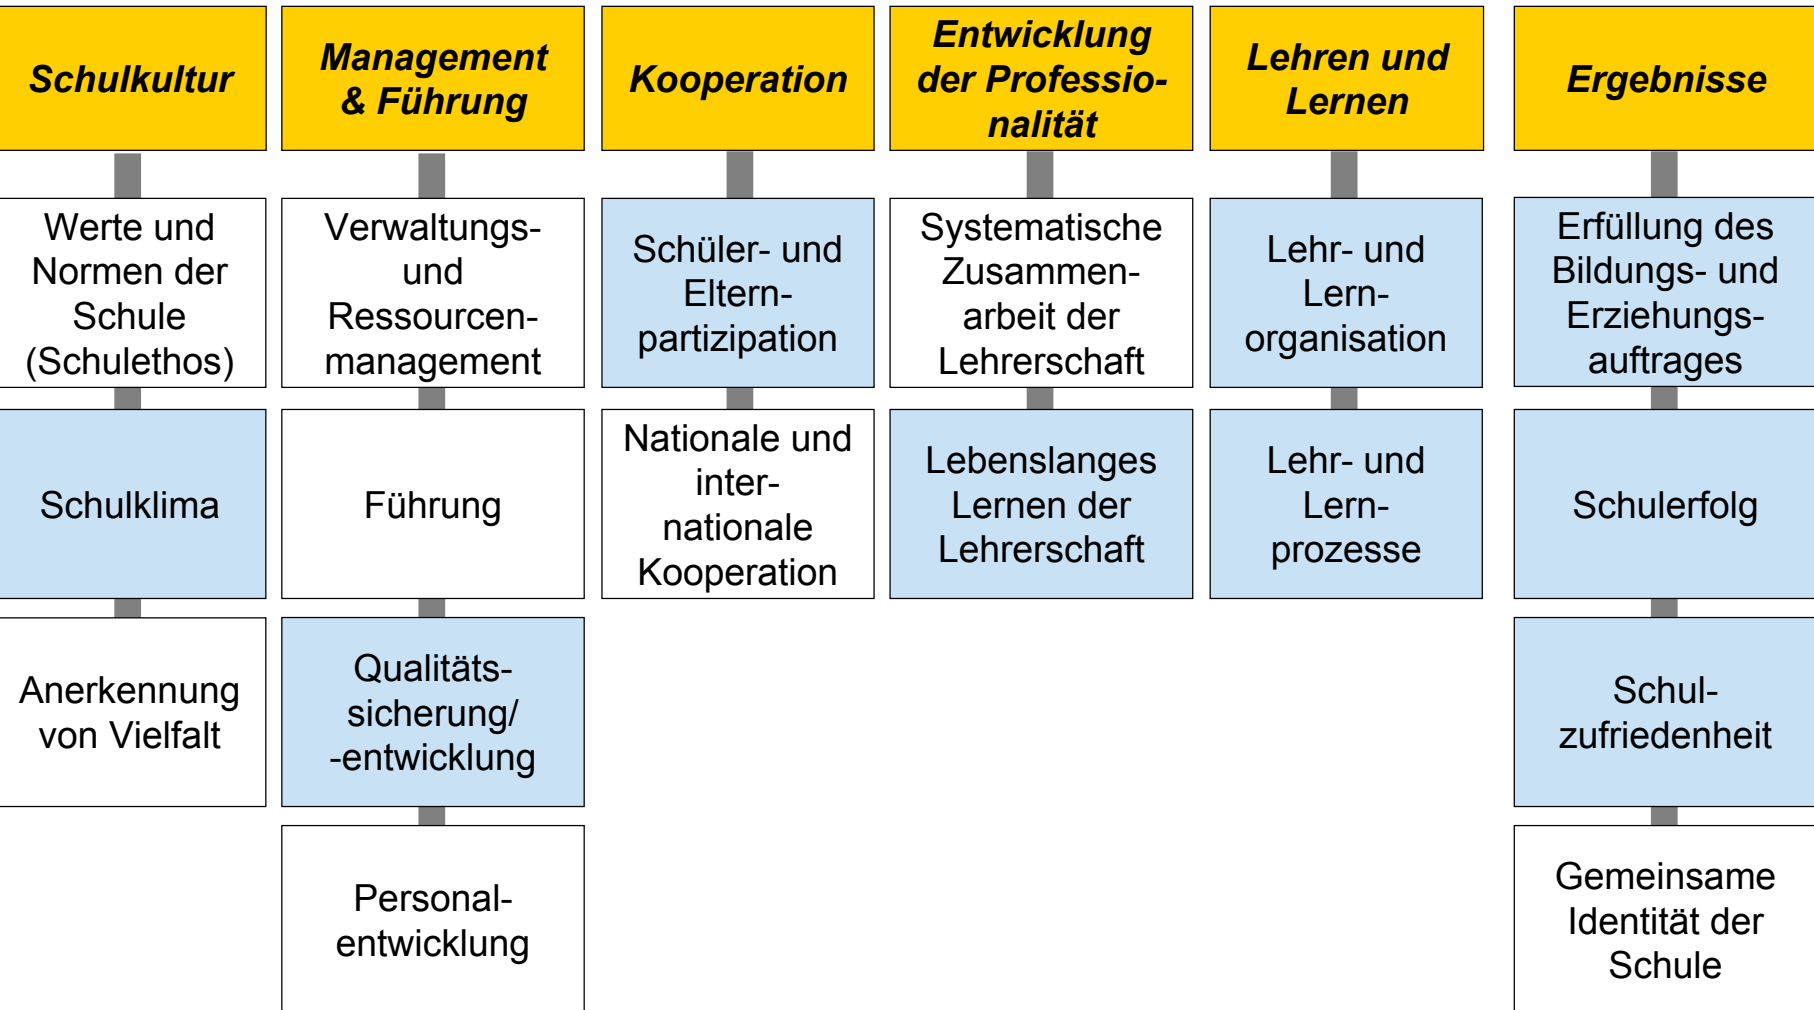 Schulkultur
Management
& Führung
Kooperation
Entwicklung
der Professio-
nalität
Lehren und
Lernen
Ergebnisse
Werte und
Normen der
Schule
(Schulethos)
Verwaltungs-
und
Ressourcen-
management
Schüler- und
Eltern-
partizipation
Systematische
Zusammen-
arbeit der
Lehrerschaft
Lehr- und
Lern-
organisation
Erfüllung des
Bildungs- und
Erziehungs-
auftrages
Schulklima
Führung
Nationale und
inter-
nationale
Kooperation
Lebenslanges
Lernen der
Lehrerschaft
Lehr- und
Lern-
prozesse
Schulerfolg
Anerkennung
von Vielfalt
Qualitäts-
sicherung/
-entwicklung
Schul-
zufriedenheit
Personal-
entwicklung
Gemeinsame
Identität der
Schule